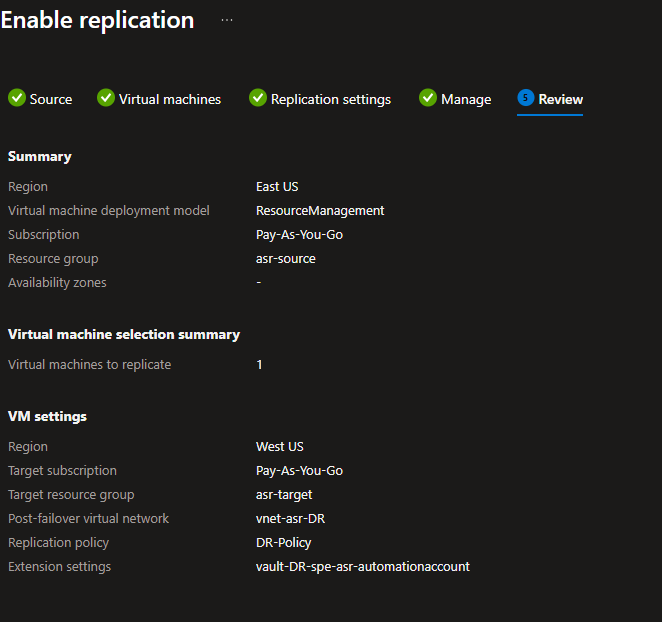 Enable replication ...
Source Virtual machines Replication settings Manage 5 Review
Summary
Region East US
Virtual machine deployment model ResourceManagement
Subscription Pay-As-You-Go
Resource group asr-source
Availability zones -
Virtual machine selection summary
Virtual machines to replicate 1
VM settings
Region West US
Target subscription Pay-As-You-Go
Target resource group asr-target
Post-failover virtual network vnet-asr-DR
Replication policy DR-Policy
Extension settings vault-DR-spe-asr-automationaccount